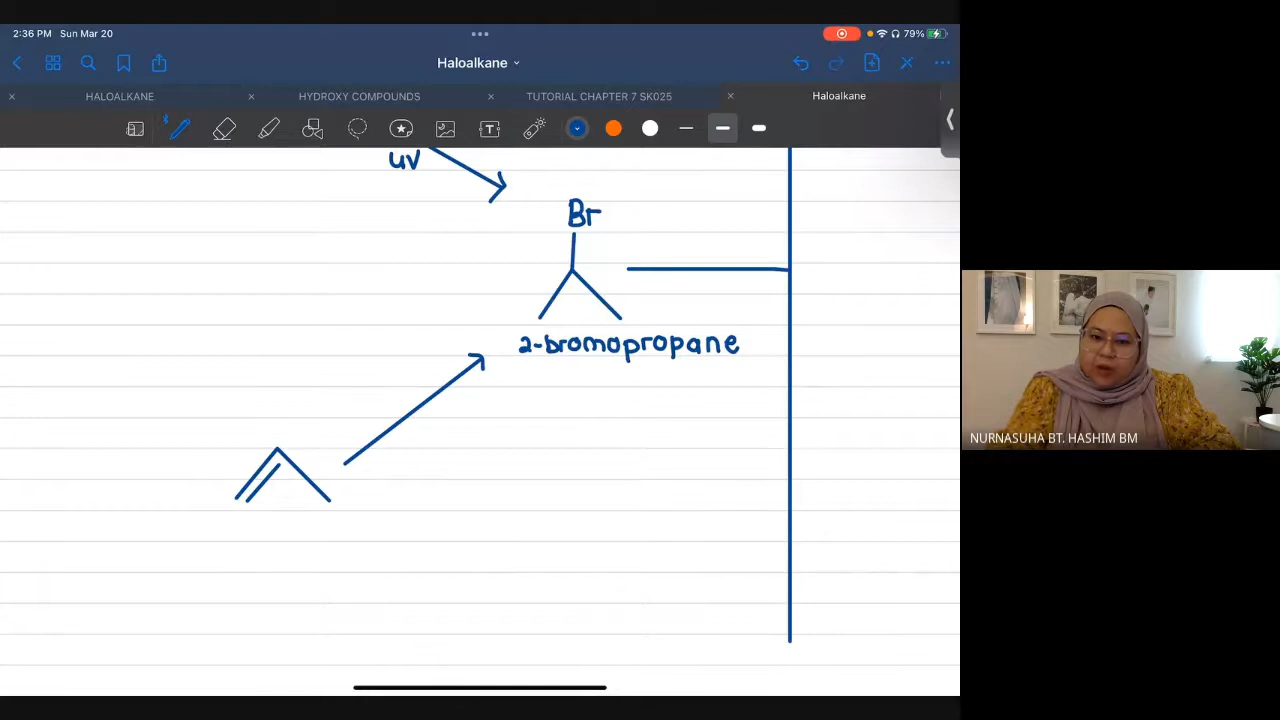 2:36 PM Sun Mar 20
79%
Haloalkane
HALOALKANE
HYDROXY COMPOUNDS
TUTORIAL CHAPTER 7 SK025
Haloalkane
uv
Br
2-bromopropane
NURNASUHA BT. HASHIM BM